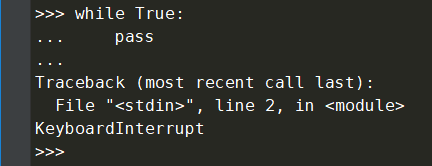 >>> while True:
...     pass
...
Traceback (most recent call last):
  File "<stdin>", line 2, in <module>
KeyboardInterrupt
>>>